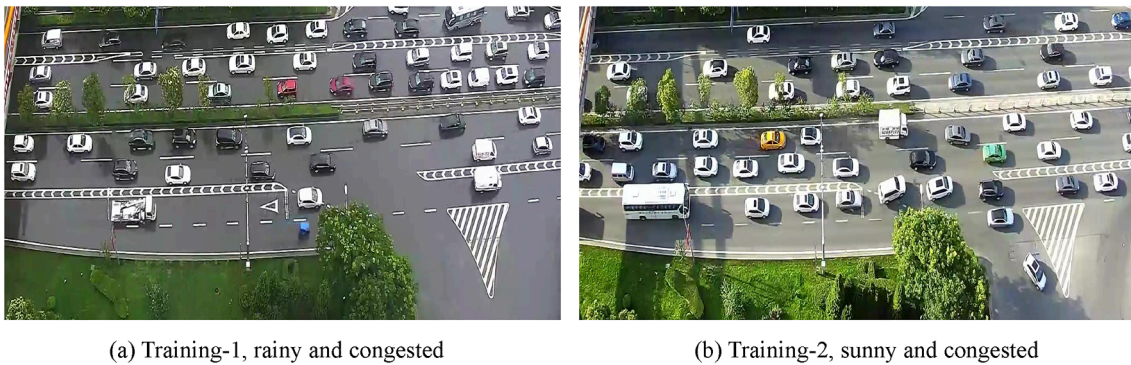 (a) Training-1, rainy and congested
(b) Training-2, sunny and congested